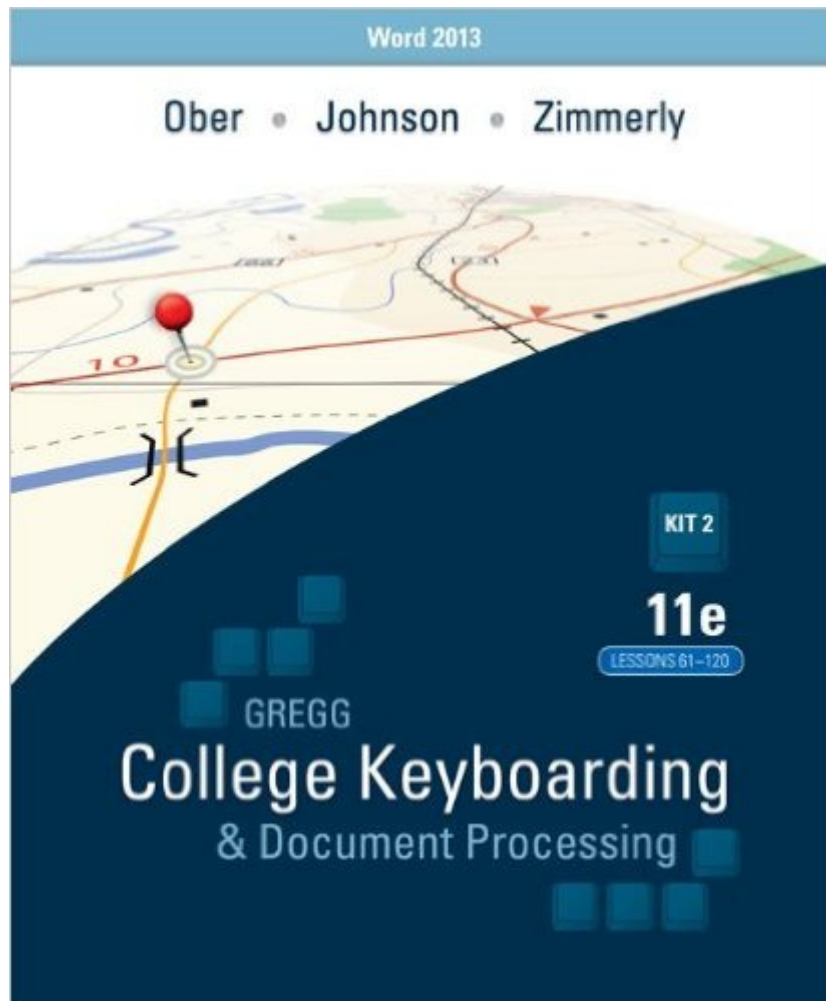 Word 2013
Ober • Johnson • Zimmerly
10
KIT 2
11e
LESSONS 61–120
GREGG
College Keyboarding
& Document Processing